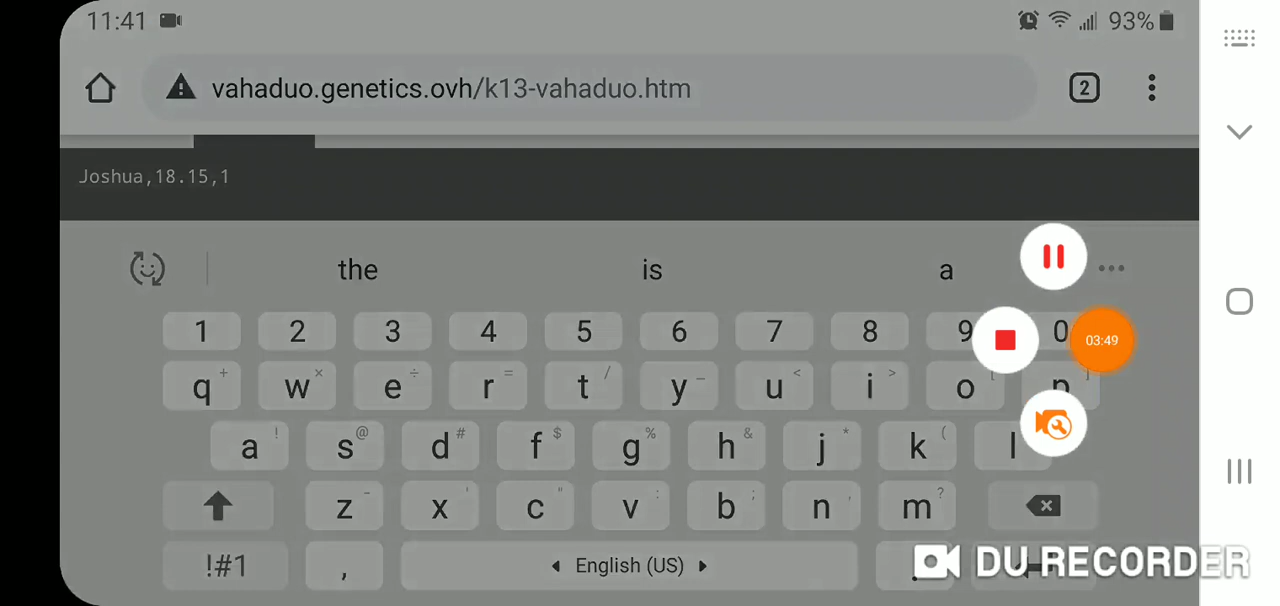 11:41 93%
vahaduo.genetics.ovh/k13-vahaduo.htm 2
Joshua,18.15,1
the is a
1 2 3 4 5 6 7 8 9 0
03:49
q + w × e ÷ r = t / y _ u < i > o [ p ]
a ! s @ d # f $ g % h & j * k ( l
z - x ' c " v : b ; n , m ?
!#1 , English (US) .
DU RECORDER